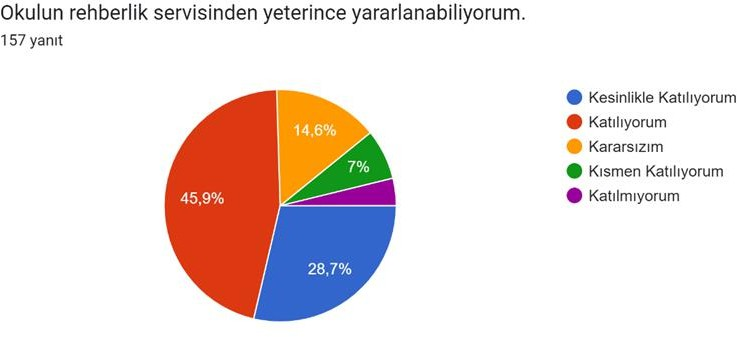 Okulun rehberlik servisinden yeterince yararlanabiliyorum.
157 yanıt
Kesinlikle Katılıyorum
Katılıyorum
Kararsızım
Kısmen Katılıyorum
Katılmıyorum
14,6%
7%
45,9%
28,7%